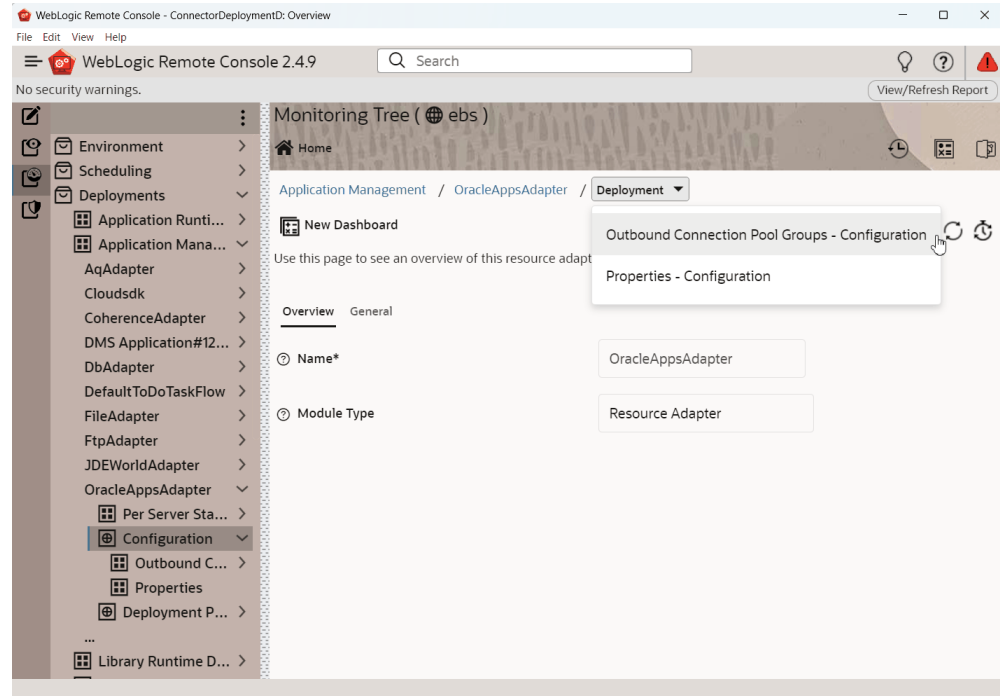 WebLogic Remote Console - ConnectorDeploymentD: Overview
File Edit View Help
WebLogic Remote Console 2.4.9
Search
No security warnings.
View/Refresh Report
Monitoring Tree ( ebs )
Home
Environment
Scheduling
Deployments
Application Runti...
Application Mana...
AqAdapter
Cloudsdk
CoherenceAdapter
DMS Application#12...
DbAdapter
DefaultToDoTaskFlow
FileAdapter
FtpAdapter
JDEWorldAdapter
OracleAppsAdapter
Per Server Sta...
Configuration
Outbound C...
Properties
Deployment P...
...
Library Runtime D...
Application Management / OracleAppsAdapter / Deployment
New Dashboard
Outbound Connection Pool Groups - Configuration
Properties - Configuration
Use this page to see an overview of this resource adapt
Overview General
Name* OracleAppsAdapter
Module Type Resource Adapter